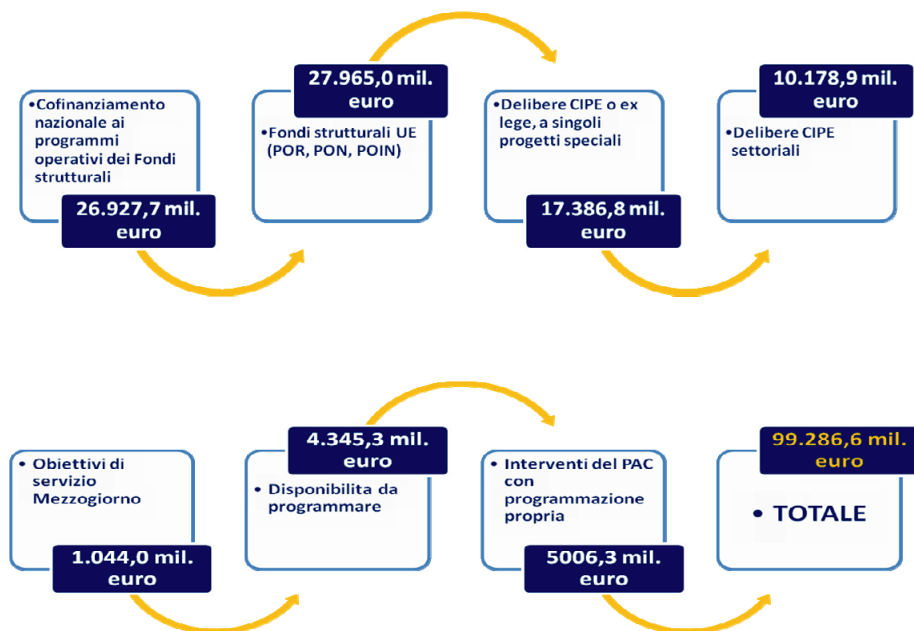 •Cofinanziamento
nazionale ai
programmi
operativi dei Fondi
strutturali
26.927,7 mil.
euro
27.965,0 mil.
euro
•Fondi strutturali UE
(POR, PON, POIN)
•Delibere CIPE o ex
lege, a singoli
progetti speciali
17.386,8 mil.
euro
10.178,9 mil.
euro
•Delibere CIPE
settoriali
• Obiettivi di
servizio
Mezzogiorno
1.044,0 mil.
euro
4.345,3 mil.
euro
• Disponibilita da
programmare
• Interventi del PAC
con
programmazione
propria
5006,3 mil.
euro
99.286,6 mil.
euro
• TOTALE